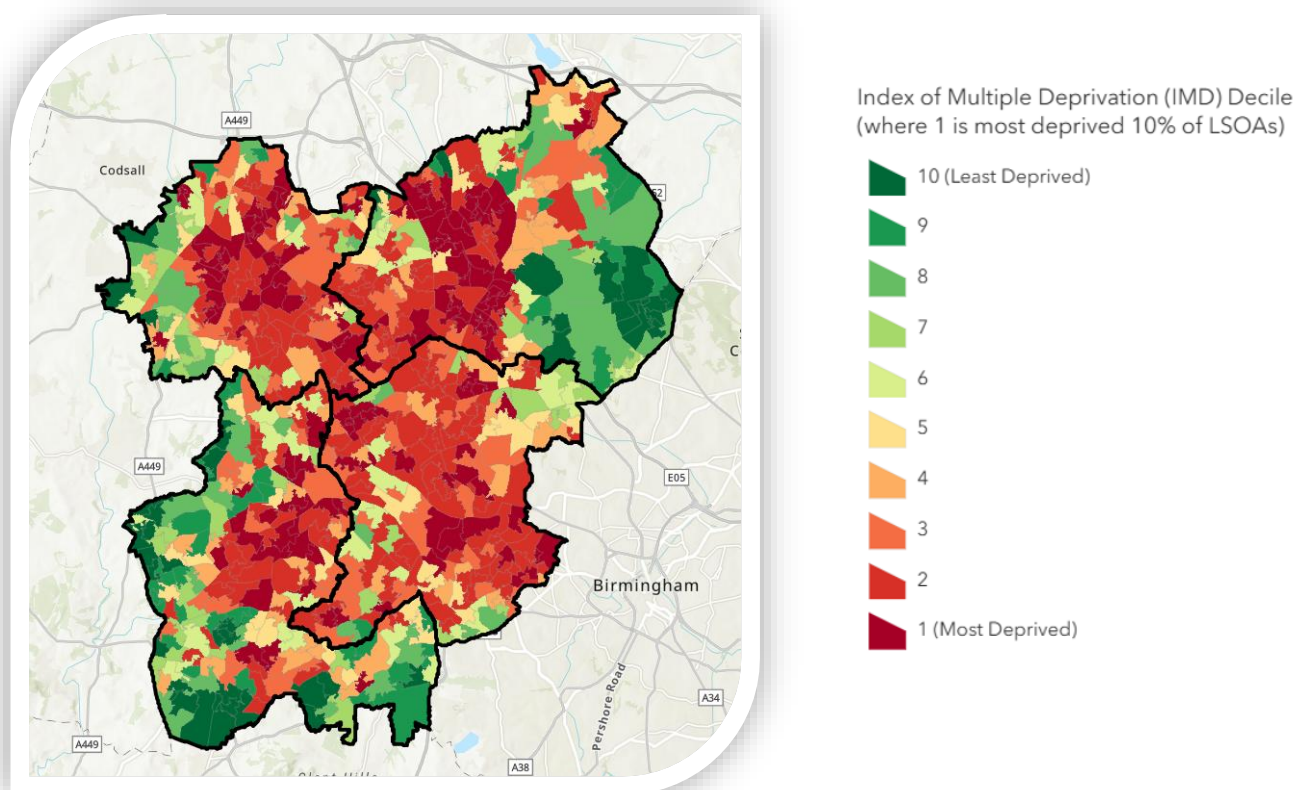 Index of Multiple Deprivation (IMD) Decile
(where 1 is most deprived 10% of LSOAs)
10 (Least Deprived)
9
8
7
6
5
4
3
2
1 (Most Deprived)
A449
Codsall
A449
E05
Birmingham
Pershore Road
A34
A449
A38